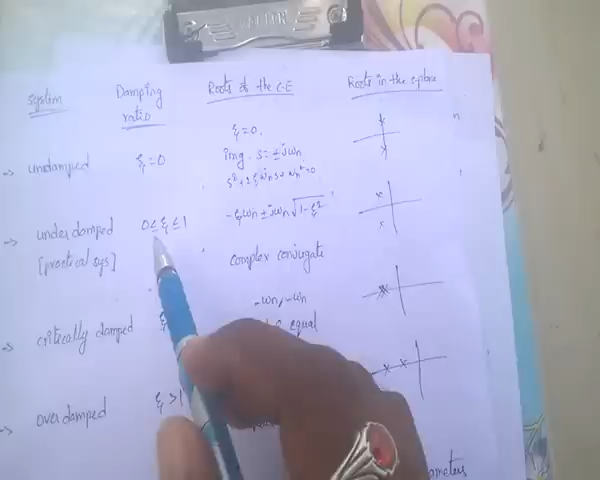 System Damping ratio Roots of the C.E Roots in the s-plane
n
ξ=0.
→ undamped ξ=0 img. s=±jωn
s²+2ξωns+ωn²=0
→ underdamped 0≤ξ≤1 -ξωn±jωn√1-ξ²
[practical sys] complex conjugate
-ωn,-ωn
→ critically damped ξ equal
→ overdamped ξ>1
ameters